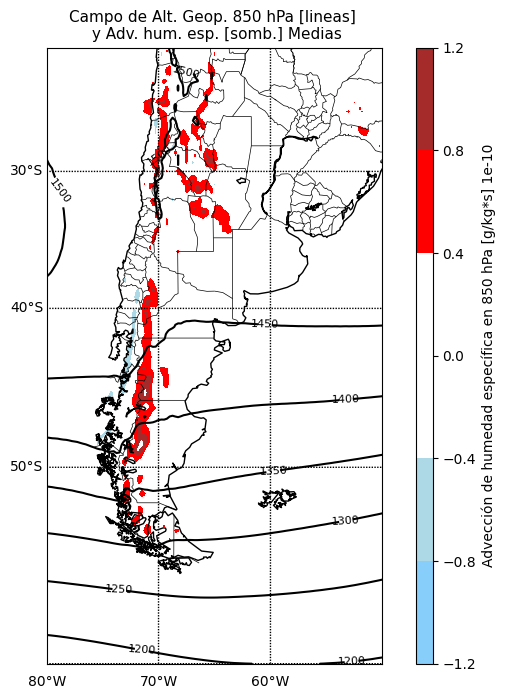 Campo de Alt. Geop. 850 hPa [lineas]
y Adv. hum. esp. [somb.] Medias
1500
1500
30°S
40°S
1450
1400
50°S
1350
1300
1250
1200
1200
80°W
70°W
60°W
1.2
0.8
0.4
0.0
−0.4
−0.8
−1.2
Advección de humedad específica en 850 hPa [g/kg*s] 1e-10